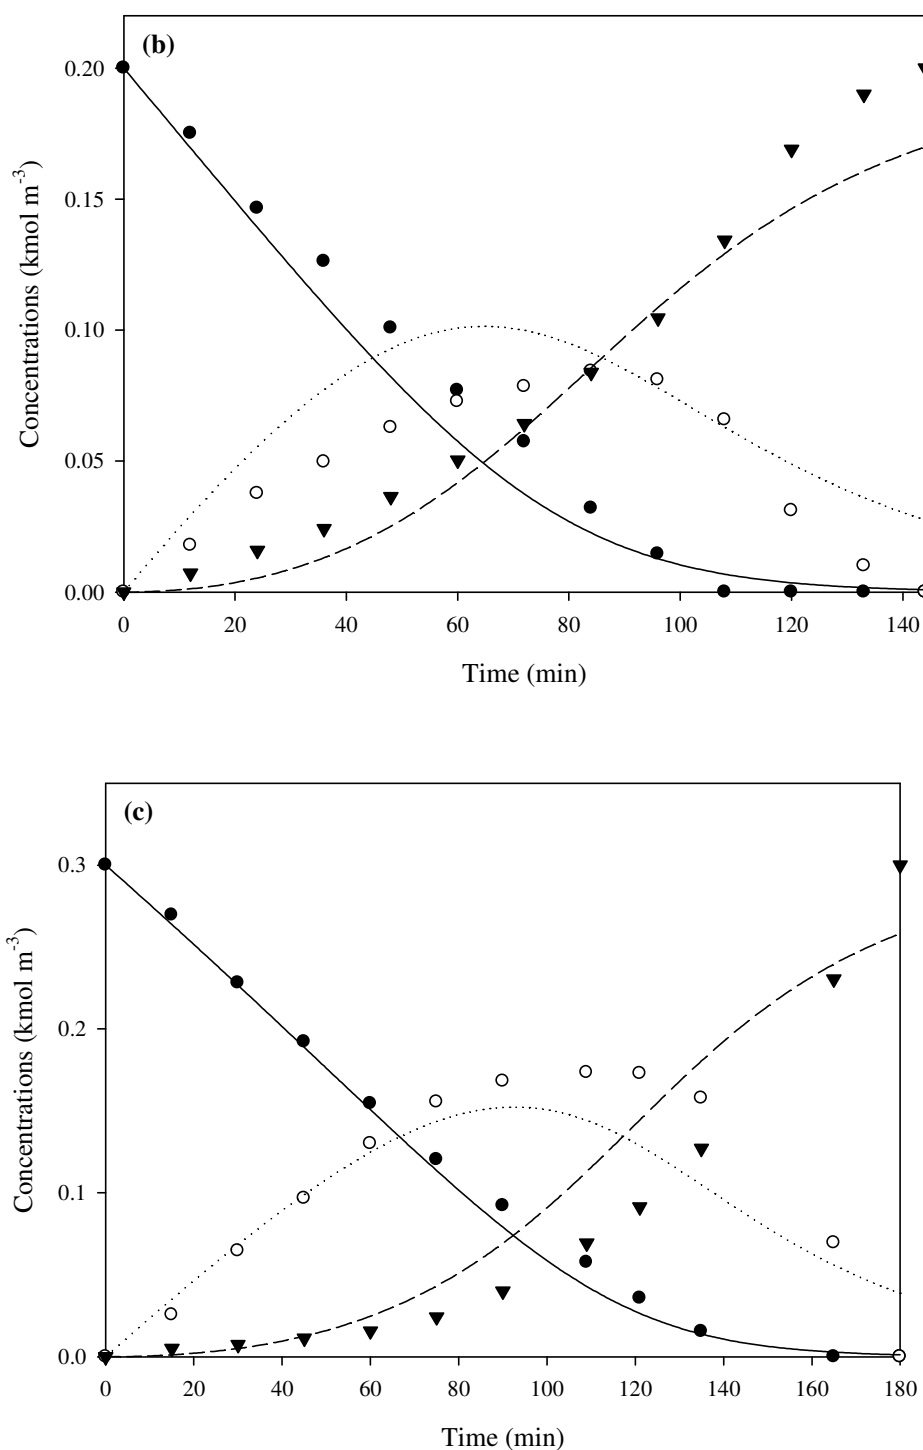 (b)
0.20
0.15
0.10
0.05
0.00
Concentrations (kmol m⁻³)
0 20 40 60 80 100 120 140
Time (min)
(c)
0.3
0.2
0.1
0.0
Concentrations (kmol m⁻³)
0 20 40 60 80 100 120 140 160 180
Time (min)